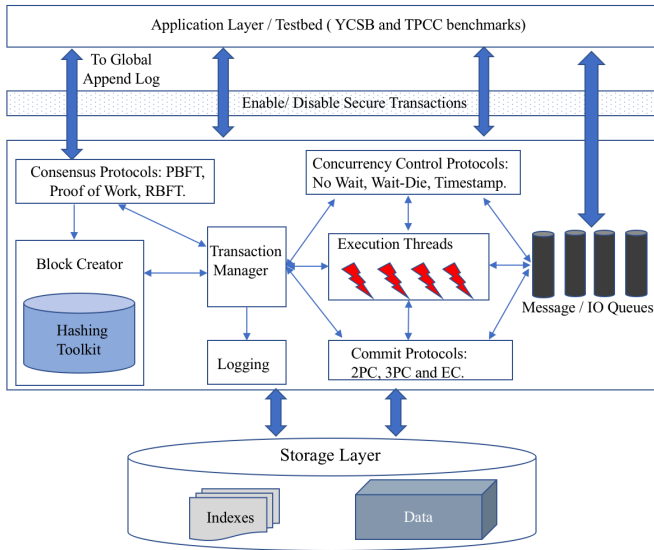 Application Layer / Testbed ( YCSB and TPCC benchmarks)
To Global
Append Log
Enable/ Disable Secure Transactions
Consensus Protocols: PBFT,
Proof of Work, RBFT.
Concurrency Control Protocols:
No Wait, Wait-Die, Timestamp.
Block Creator
Hashing
Toolkit
Transaction
Manager
Execution Threads
Message / IO Queues
Logging
Commit Protocols:
2PC, 3PC and EC.
Storage Layer
Indexes
Data